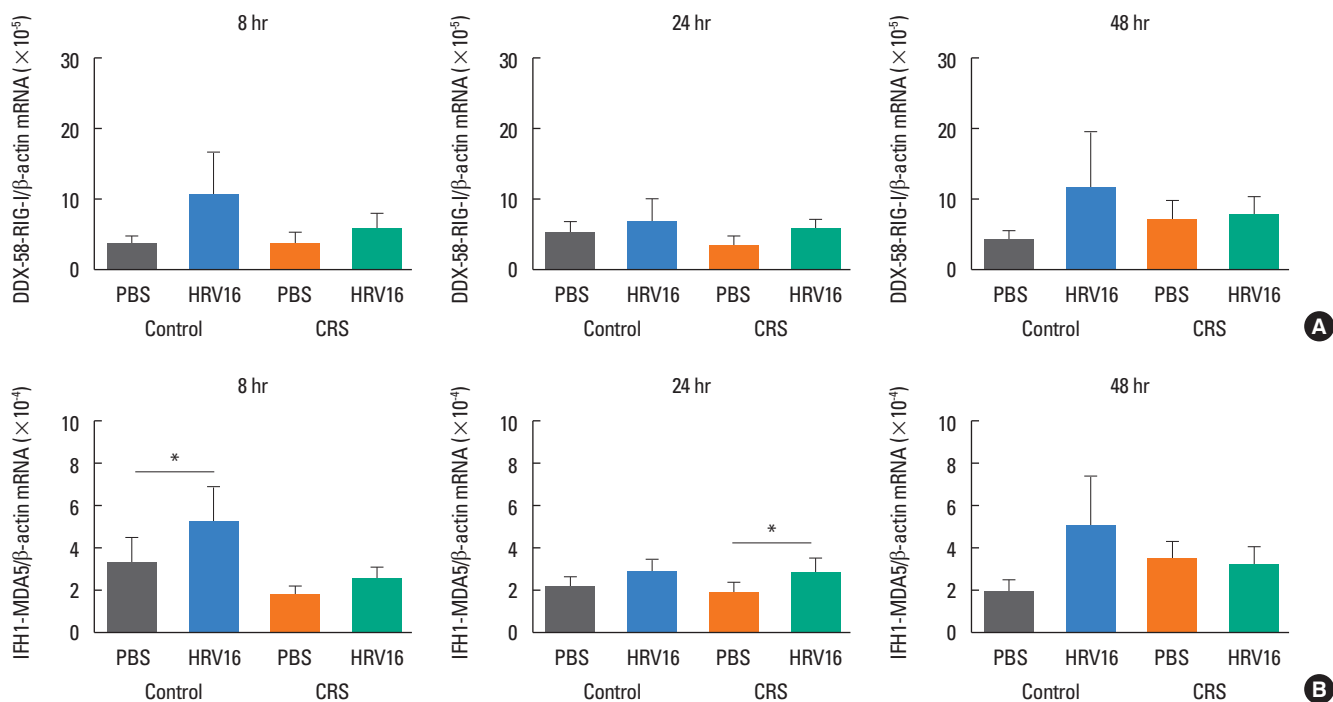 8 hr
DDX-58-RIG-I/β-actin mRNA (×10-5)
30
20
10
0
PBS HRV16 PBS HRV16
Control CRS
24 hr
DDX-58-RIG-I/β-actin mRNA (×10-5)
30
20
10
0
PBS HRV16 PBS HRV16
Control CRS
48 hr
DDX-58-RIG-I/β-actin mRNA (×10-5)
30
20
10
0
PBS HRV16 PBS HRV16
Control CRS
A
8 hr
IFH1-MDA5/β-actin mRNA (×10-4)
10
8
6
4
2
0
*
PBS HRV16 PBS HRV16
Control CRS
24 hr
IFH1-MDA5/β-actin mRNA (×10-4)
10
8
6
4
2
0
*
PBS HRV16 PBS HRV16
Control CRS
48 hr
IFH1-MDA5/β-actin mRNA (×10-4)
10
8
6
4
2
0
PBS HRV16 PBS HRV16
Control CRS
B